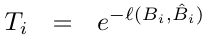 $T_i = e^{-\ell(B_i, \hat{B}_i)}$